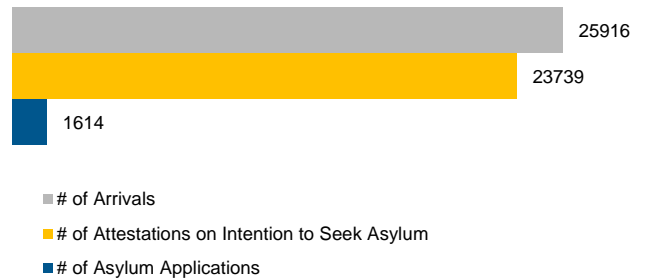 25916
23739
1614
# of Arrivals
# of Attestations on Intention to Seek Asylum
# of Asylum Applications